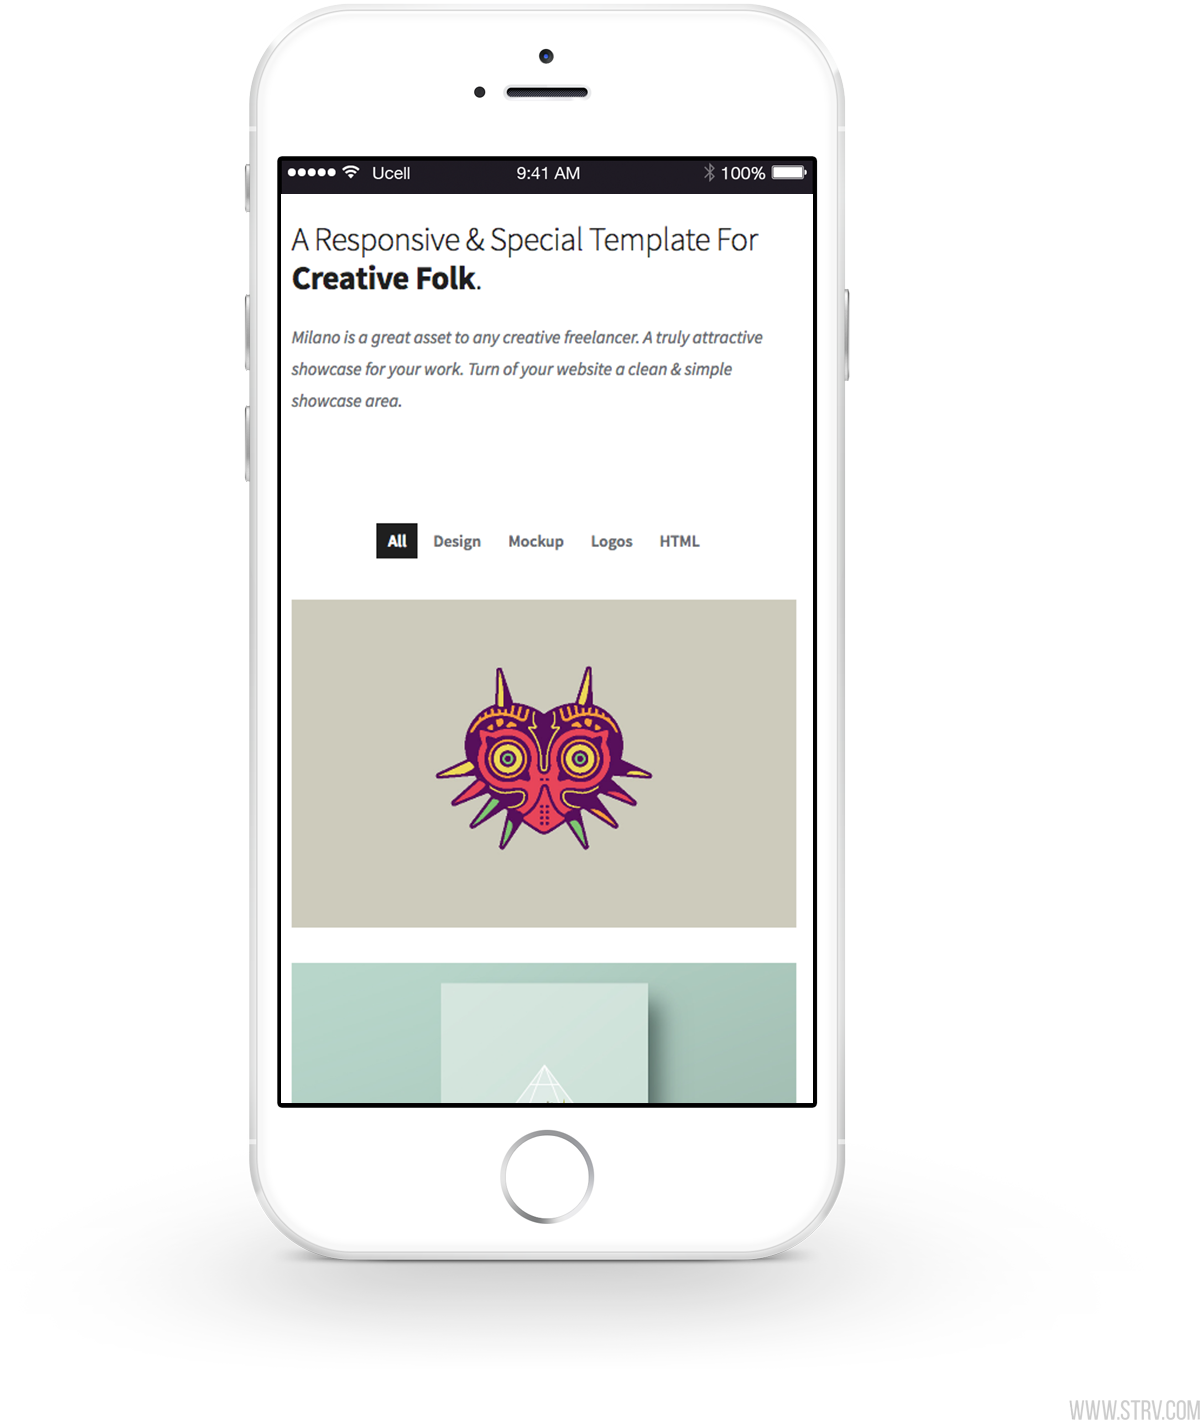 Ucell 9:41 AM 100%
A Responsive & Special Template For
Creative Folk.
Milano is a great asset to any creative freelancer. A truly attractive
showcase for your work. Turn of your website a clean & simple
showcase area.
All Design Mockup Logos HTML
WWW.STRV.COM